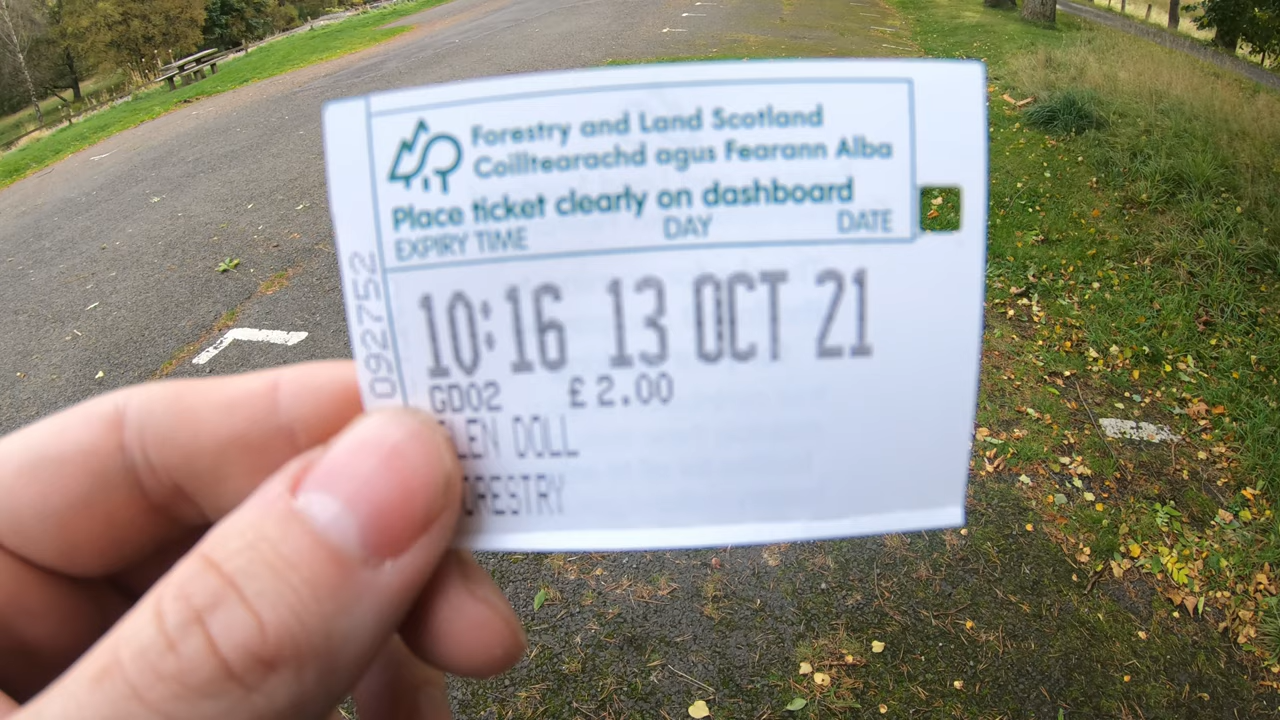 Forestry and Land Scotland
Coilltearachd agus Fearann Alba
Place ticket clearly on dashboard
EXPIRY TIME DAY DATE
10:16 13 OCT 21
GD02 £2.00
LEN DOLL
ORESTRY
092752